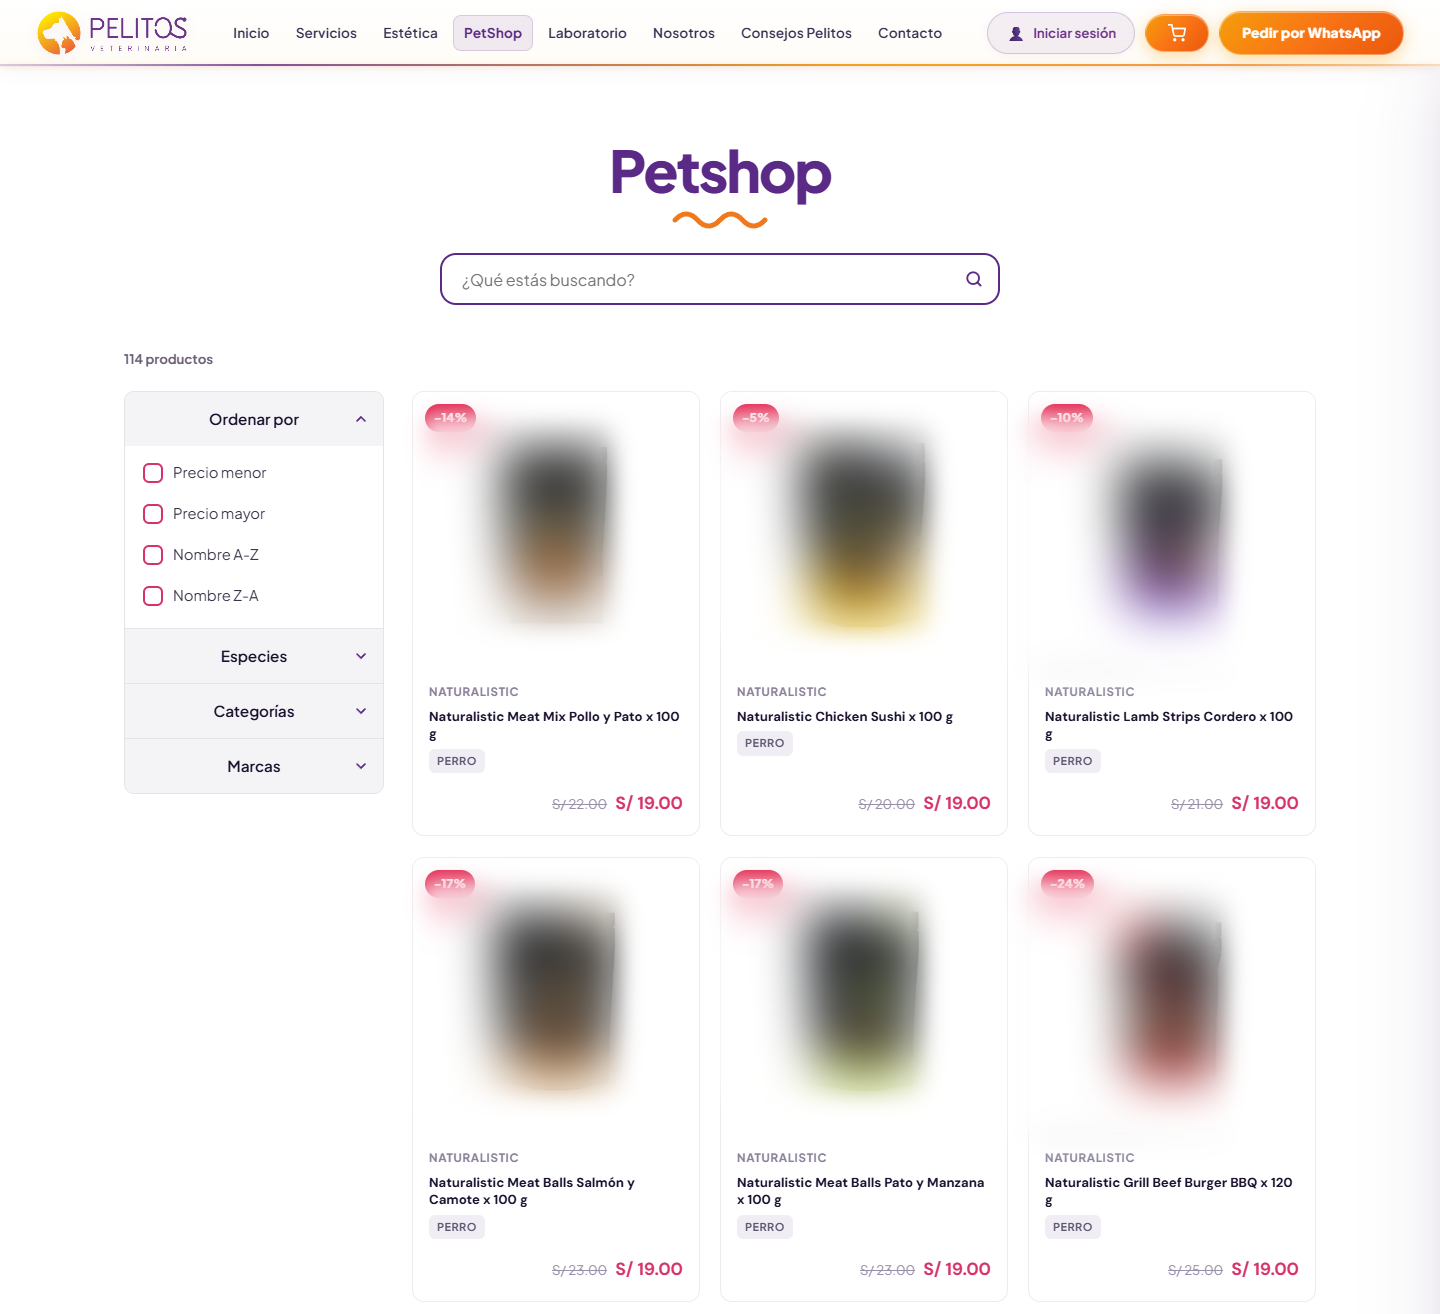 PELITOS
VETERINARIA
Inicio
Servicios
Estética
PetShop
Laboratorio
Nosotros
Consejos Pelitos
Contacto
Iniciar sesión
Pedir por WhatsApp
Petshop
¿Qué estás buscando?
114 productos
Ordenar por
Precio menor
Precio mayor
Nombre A-Z
Nombre Z-A
Especies
Categorías
Marcas
-14%
NATURALISTIC
Naturalistic Meat Mix Pollo y Pato x 100
g
PERRO
S/ 22.00 S/ 19.00
-5%
NATURALISTIC
Naturalistic Chicken Sushi x 100 g
PERRO
S/ 20.00 S/ 19.00
-10%
NATURALISTIC
Naturalistic Lamb Strips Cordero x 100
g
PERRO
S/ 21.00 S/ 19.00
-17%
NATURALISTIC
Naturalistic Meat Balls Salmón y
Camote x 100 g
PERRO
S/ 23.00 S/ 19.00
-17%
NATURALISTIC
Naturalistic Meat Balls Pato y Manzana
x 100 g
PERRO
S/ 23.00 S/ 19.00
-24%
NATURALISTIC
Naturalistic Grill Beef Burger BBQ x 120
g
PERRO
S/ 25.00 S/ 19.00